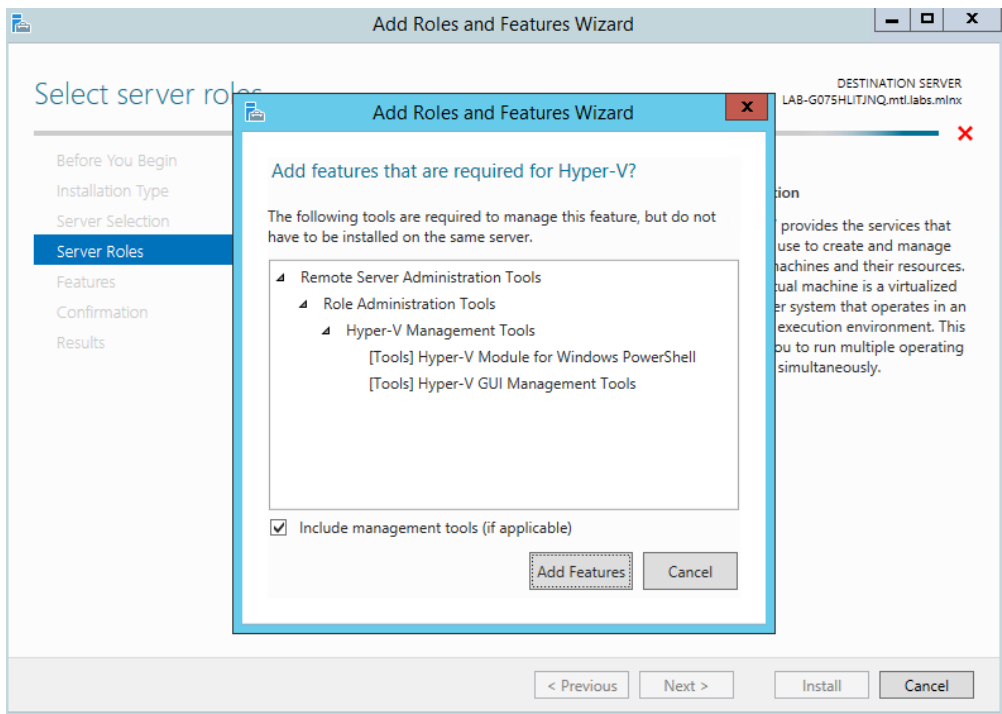 Add Roles and Features Wizard
Select server roles
DESTINATION SERVER
LAB-G075HLITJNQ.mtl.labs.mlnx
Before You Begin
Installation Type
Server Selection
Server Roles
Features
Confirmation
Results
Add Roles and Features Wizard
Add features that are required for Hyper-V?
The following tools are required to manage this feature, but do not
have to be installed on the same server.
Remote Server Administration Tools
Role Administration Tools
Hyper-V Management Tools
[Tools] Hyper-V Module for Windows PowerShell
[Tools] Hyper-V GUI Management Tools
Include management tools (if applicable)
Add Features
Cancel
provides the services that
use to create and manage
and their resources.
machine is a virtualized
system that operates in an
execution environment. This
to run multiple operating
simultaneously.
< Previous
Next >
Install
Cancel